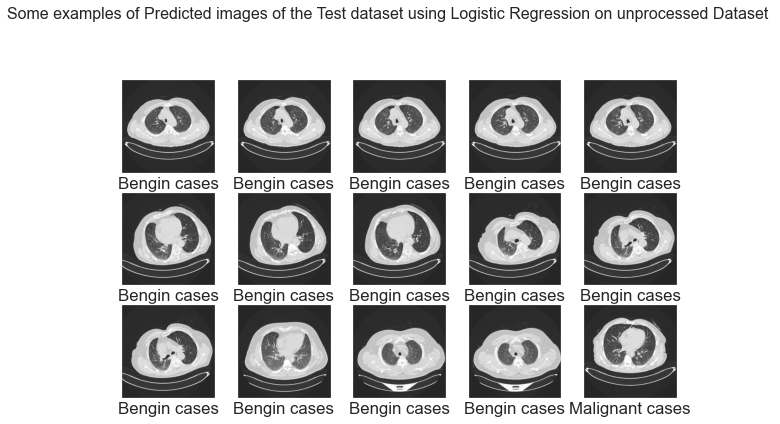 Some examples of Predicted images of the Test dataset using Logistic Regression on unprocessed Dataset
Bengin cases Bengin cases Bengin cases Bengin cases Bengin cases
Bengin cases Bengin cases Bengin cases Bengin cases Bengin cases
Bengin cases Bengin cases Bengin cases Bengin cases Malignant cases